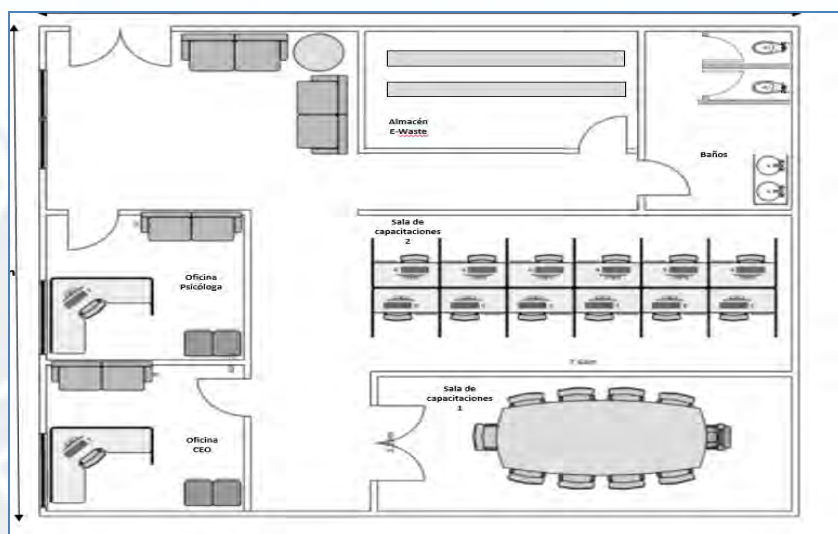 Almacén
E-Waste
Baños
Sala de
capacitaciones
2
Oficina
Psicóloga
Sala de
capacitaciones
1
Oficina
CEO